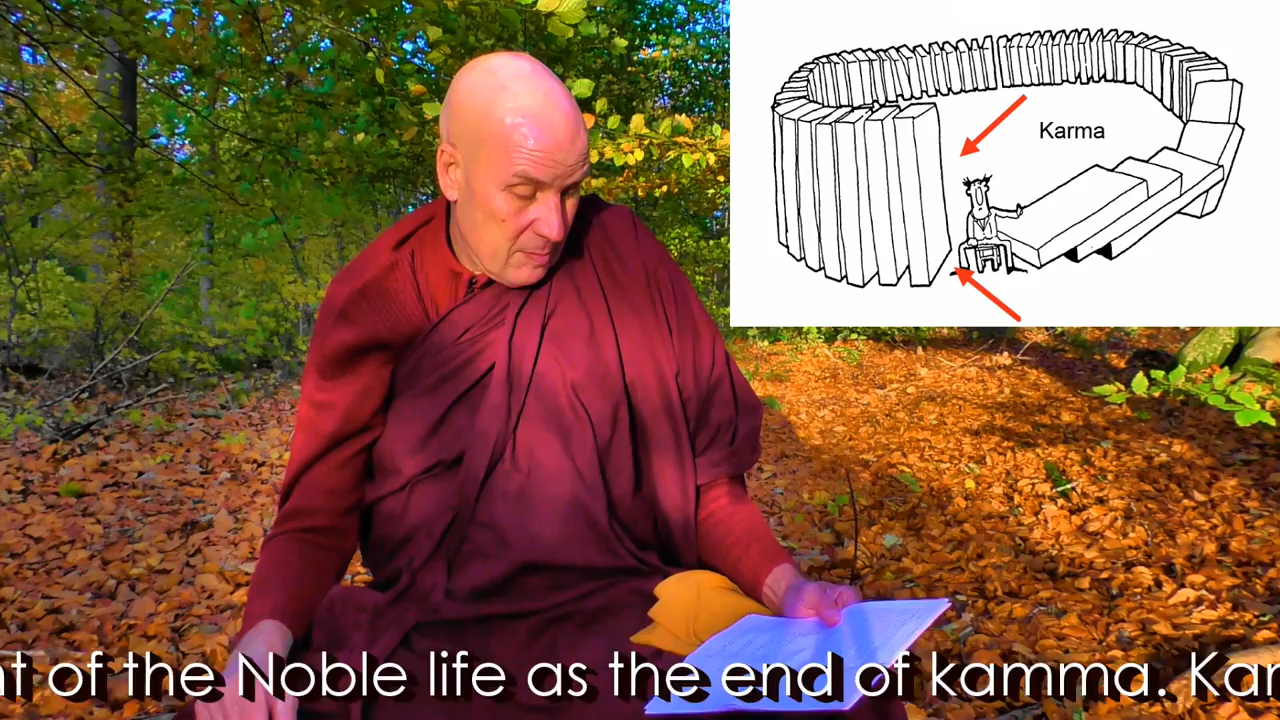 Karma
nt of the Noble life as the end of kamma. Kar